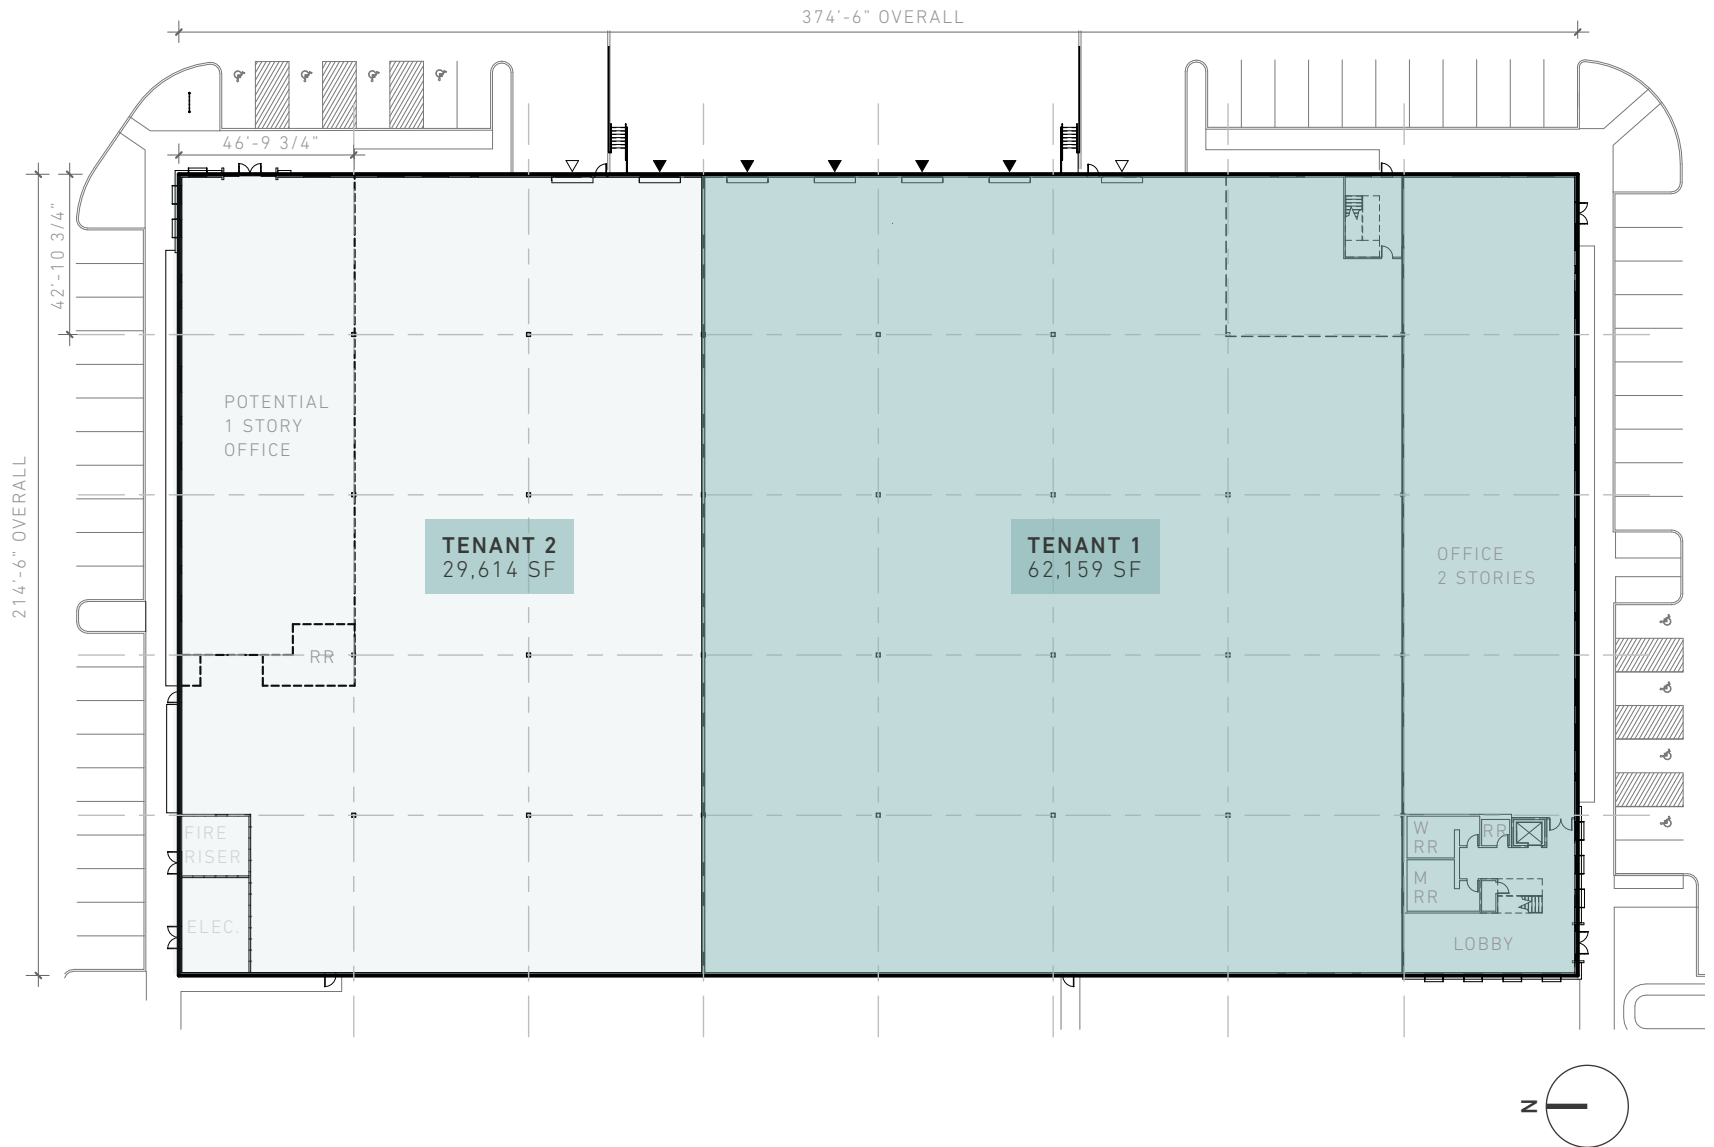 374'-6" OVERALL
46'-9 3/4"
42'-10 3/4"
214'-6" OVERALL
POTENTIAL
1 STORY
OFFICE
TENANT 2
29,614 SF
TENANT 1
62,159 SF
OFFICE
2 STORIES
RR
FIRE
RISER
ELEC.
W
RR
RR
M
RR
LOBBY
N